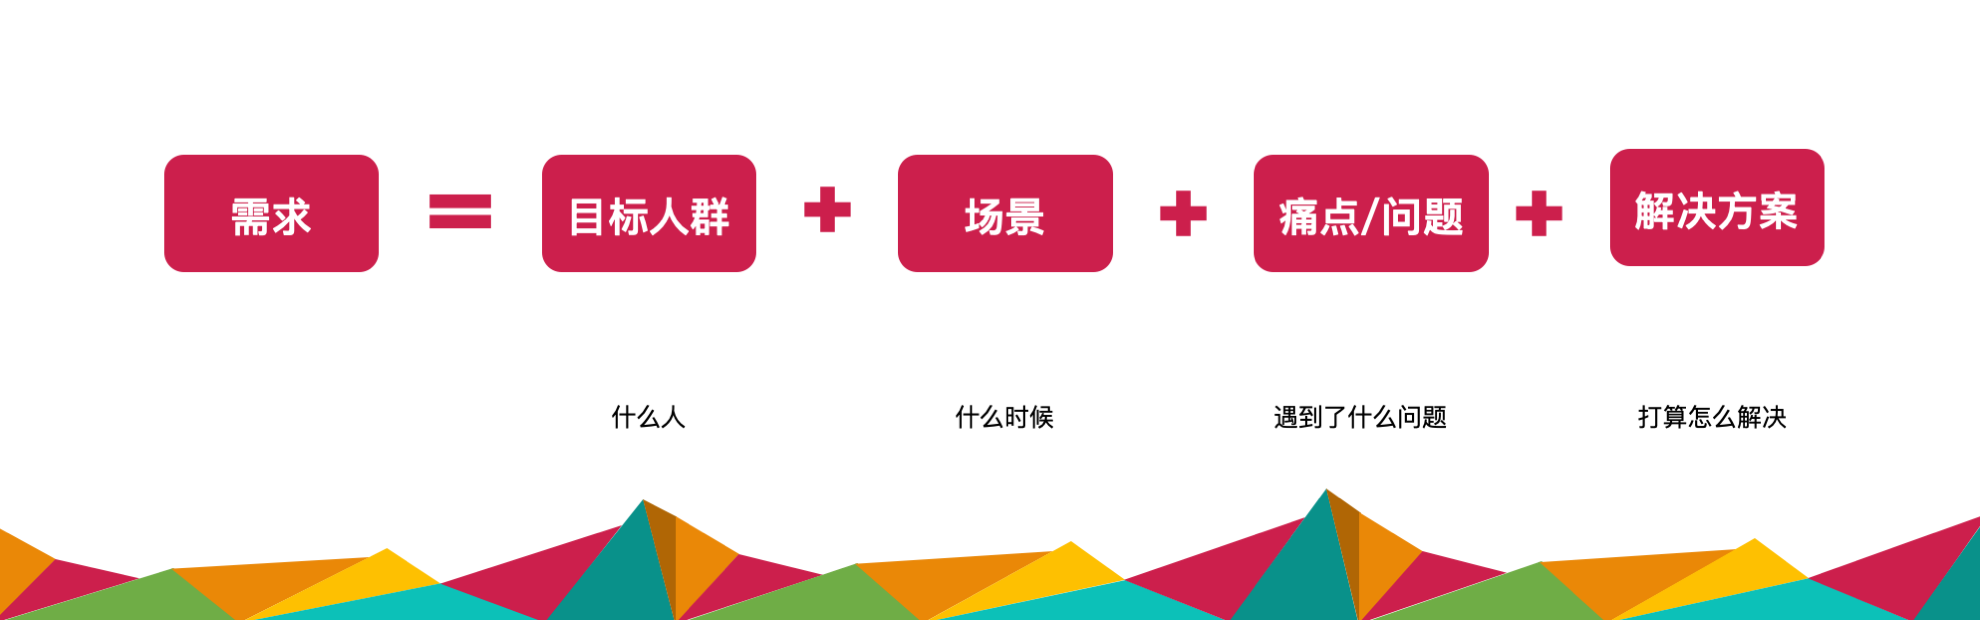 需求 = 目标人群 + 场景 + 痛点/问题 + 解决方案
什么人 什么时候 遇到了什么问题 打算怎么解决